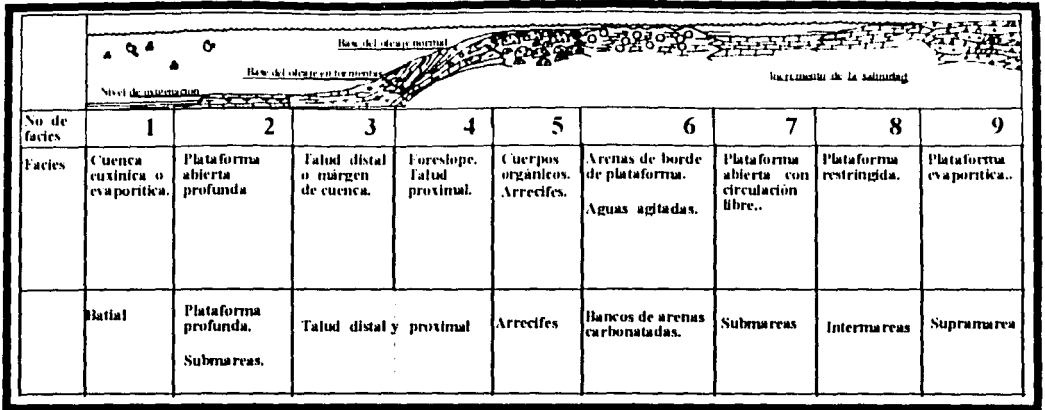 Base del oleaje normal
Base del oleaje en tormenta
Nivel de oxigenacion
Incremento de la salinidad
No de
facies
1
2
3
4
5
6
7
8
9
Facies
Cuenca
euxinica o
evaporítica.
Plataforma
abierta
profunda
Talud distal
o márgen
de cuenca.
Foreslope.
Talud
proximal.
Cuerpos
orgánicos.
Arrecifes.
Arenas de borde
de plataforma.
Aguas agitadas.
Plataforma
abierta con
circulación
libre..
Plataforma
restringida.
Plataforma
evaporítica..
Batial
Plataforma
profunda.
Submareas.
Talud distal y proximal
Arrecifes
Bancos de arenas
carbonatadas.
Submareas
Intermareas
Supramarea